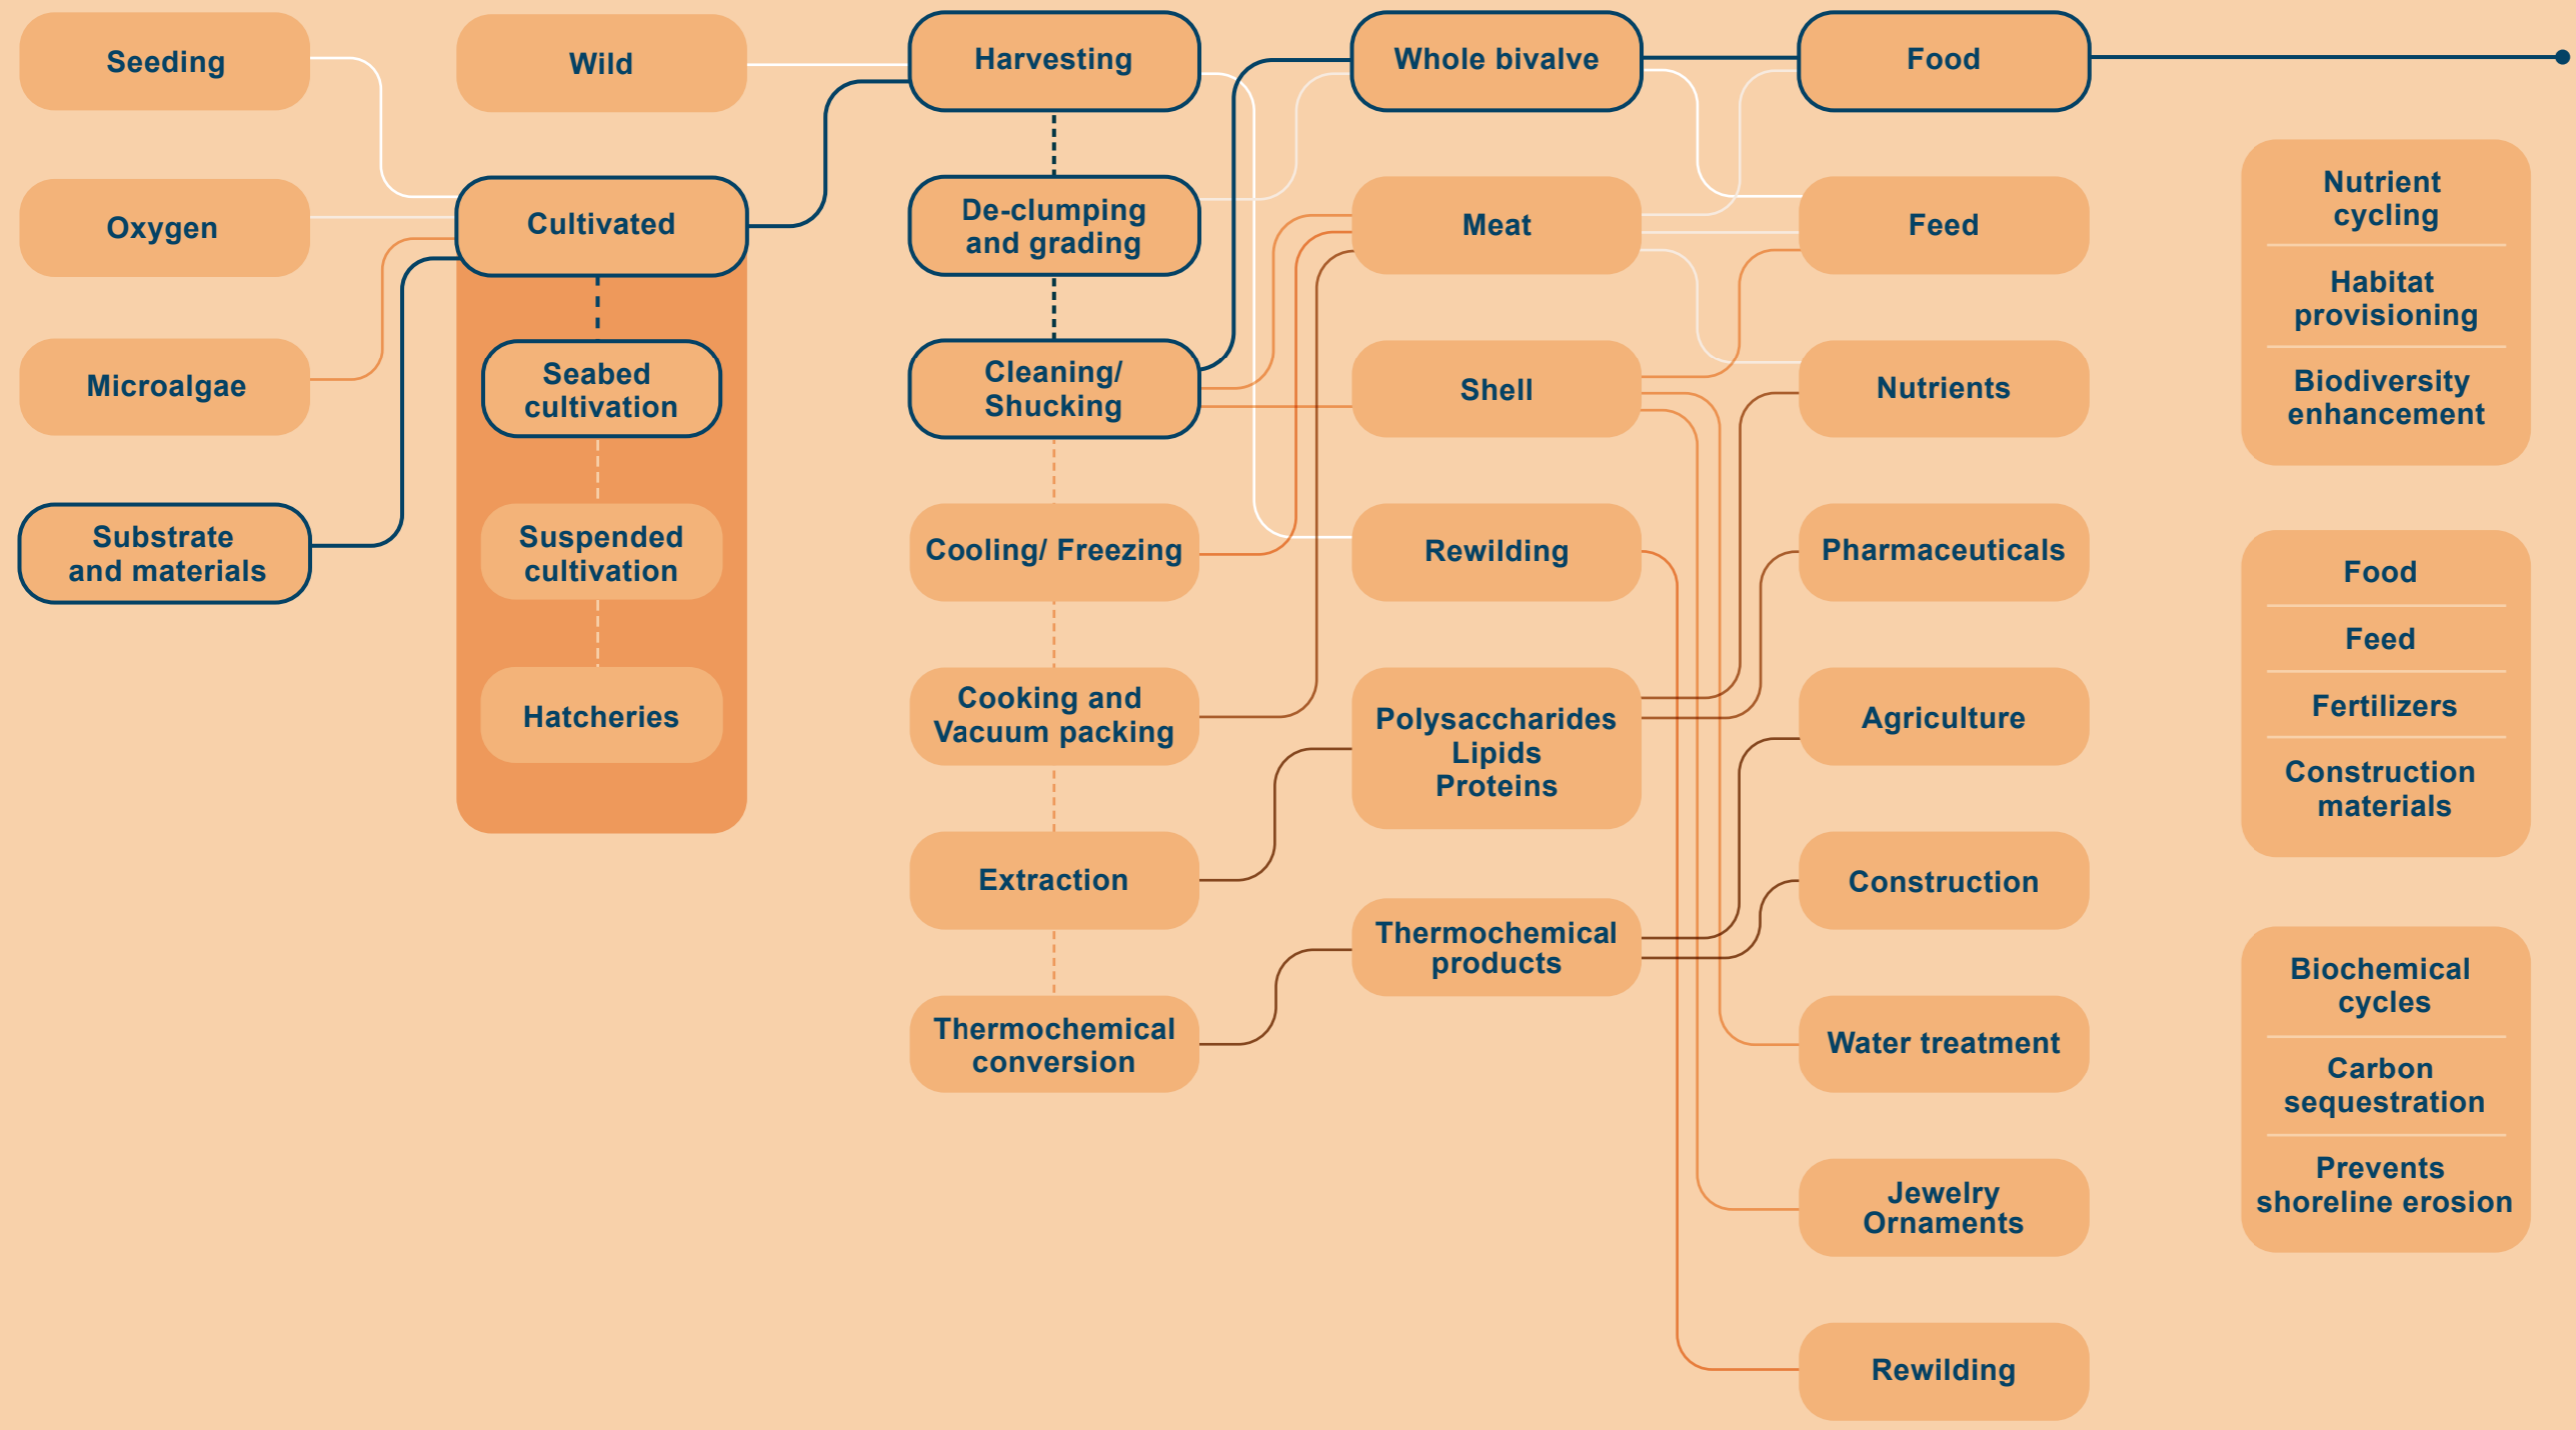 Seeding
Oxygen
Microalgae
Substrate
and materials
Wild
Cultivated
Seabed
cultivation
Suspended
cultivation
Hatcheries
Harvesting
De-clumping
and grading
Cleaning/
Shucking
Cooling/ Freezing
Cooking and
Vacuum packing
Extraction
Thermochemical
conversion
Whole bivalve
Meat
Shell
Rewilding
Polysaccharides
Lipids
Proteins
Thermochemical
products
Food
Feed
Nutrients
Pharmaceuticals
Agriculture
Construction
Water treatment
Jewelry
Ornaments
Rewilding
Nutrient
cycling
Habitat
provisioning
Biodiversity
enhancement
Food
Feed
Fertilizers
Construction
materials
Biochemical
cycles
Carbon
sequestration
Prevents
shoreline erosion